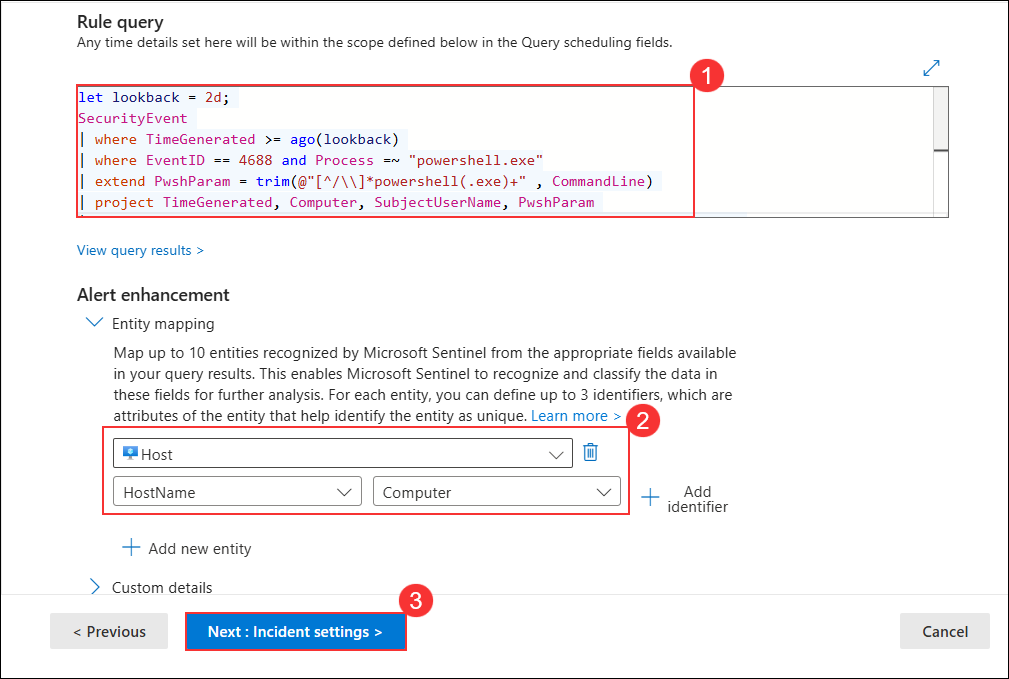 Rule query
Any time details set here will be within the scope defined below in the Query scheduling fields.
1
let lookback = 2d;
SecurityEvent
| where TimeGenerated >= ago(lookback)
| where EventID == 4688 and Process =~ "powershell.exe"
| extend PwshParam = trim(@"[^/\\]*powershell(.exe)+" , CommandLine)
| project TimeGenerated, Computer, SubjectUserName, PwshParam
View query results >
Alert enhancement
Entity mapping
Map up to 10 entities recognized by Microsoft Sentinel from the appropriate fields available
in your query results. This enables Microsoft Sentinel to recognize and classify the data in
these fields for further analysis. For each entity, you can define up to 3 identifiers, which are
attributes of the entity that help identify the entity as unique. Learn more >
2
Host
HostName Computer
Add
identifier
Add new entity
Custom details
3
< Previous Next : Incident settings > Cancel